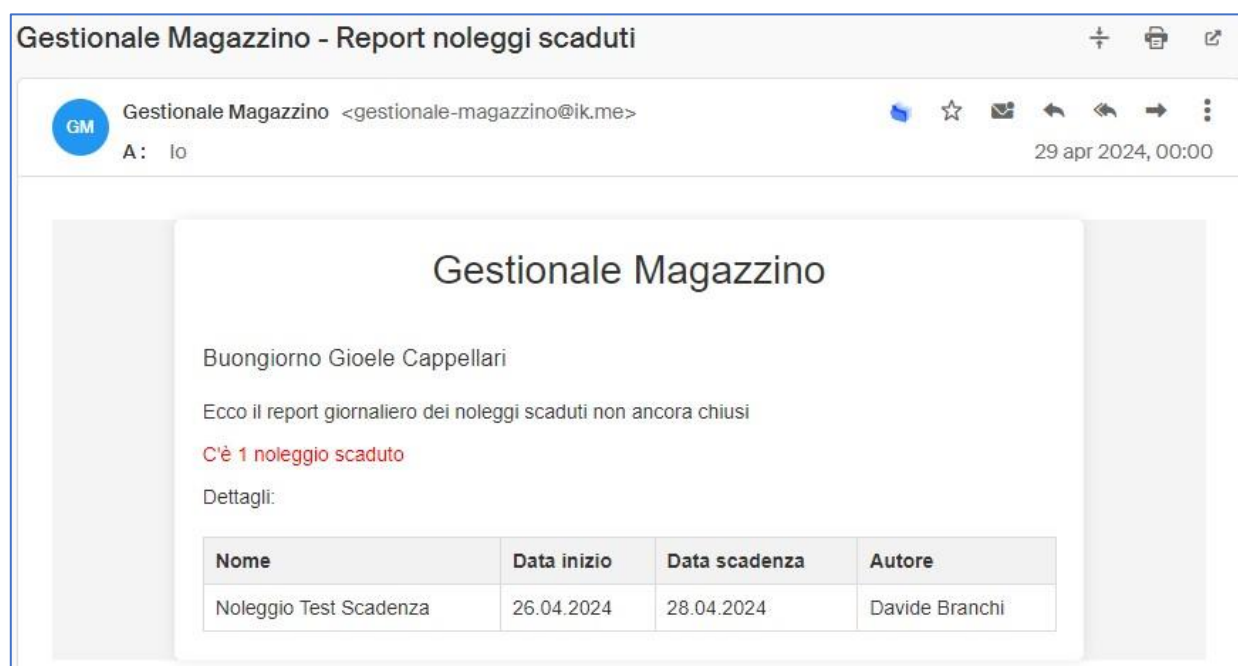 Gestionale Magazzino - Report noleggi scaduti
GM
Gestionale Magazzino <gestionale-magazzino@ik.me>
A: Io
29 apr 2024, 00:00
Gestionale Magazzino
Buongiorno Gioele Cappellari
Ecco il report giornaliero dei noleggi scaduti non ancora chiusi
C'è 1 noleggio scaduto
Dettagli:
Nome Data inizio Data scadenza Autore
Noleggio Test Scadenza 26.04.2024 28.04.2024 Davide Branchi